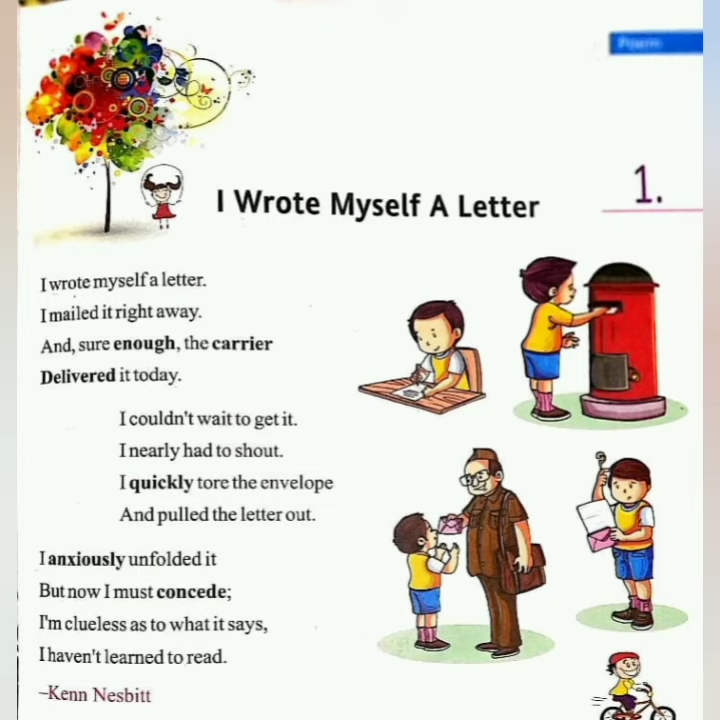 Poem
1.
I Wrote Myself A Letter
I wrote myself a letter.
I mailed it right away.
And, sure enough, the carrier
Delivered it today.
I couldn't wait to get it.
I nearly had to shout.
I quickly tore the envelope
And pulled the letter out.
I anxiously unfolded it
But now I must concede;
I'm clueless as to what it says,
I haven't learned to read.
–Kenn Nesbitt